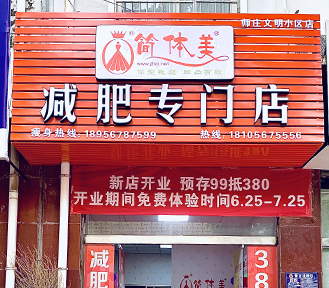 师庄文明小区店
简体美
减肥专门店
瘦身热线: 18956787599 热线: 18105675556
新店开业 预存99抵380
开业期间免费体验时间6.25-7.25
减肥
简体美
38